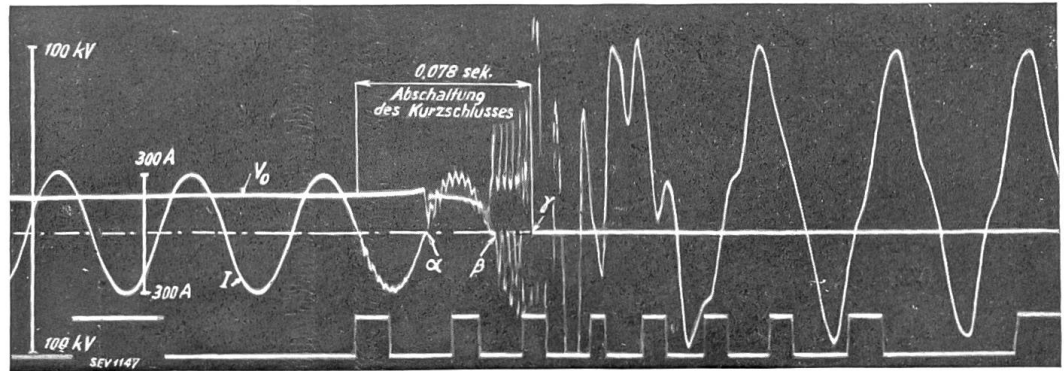 100 kV
0,078 sek.
Abschaltung
des Kurzschlusses
300 A
V₀
γ
α
β
I
300 A
100 kV
SEV 1147